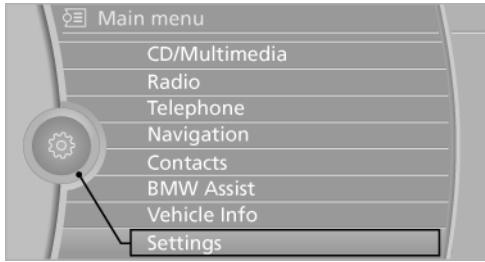 Main menu
CD/Multimedia
Radio
Telephone
Navigation
Contacts
BMW Assist
Vehicle Info
Settings